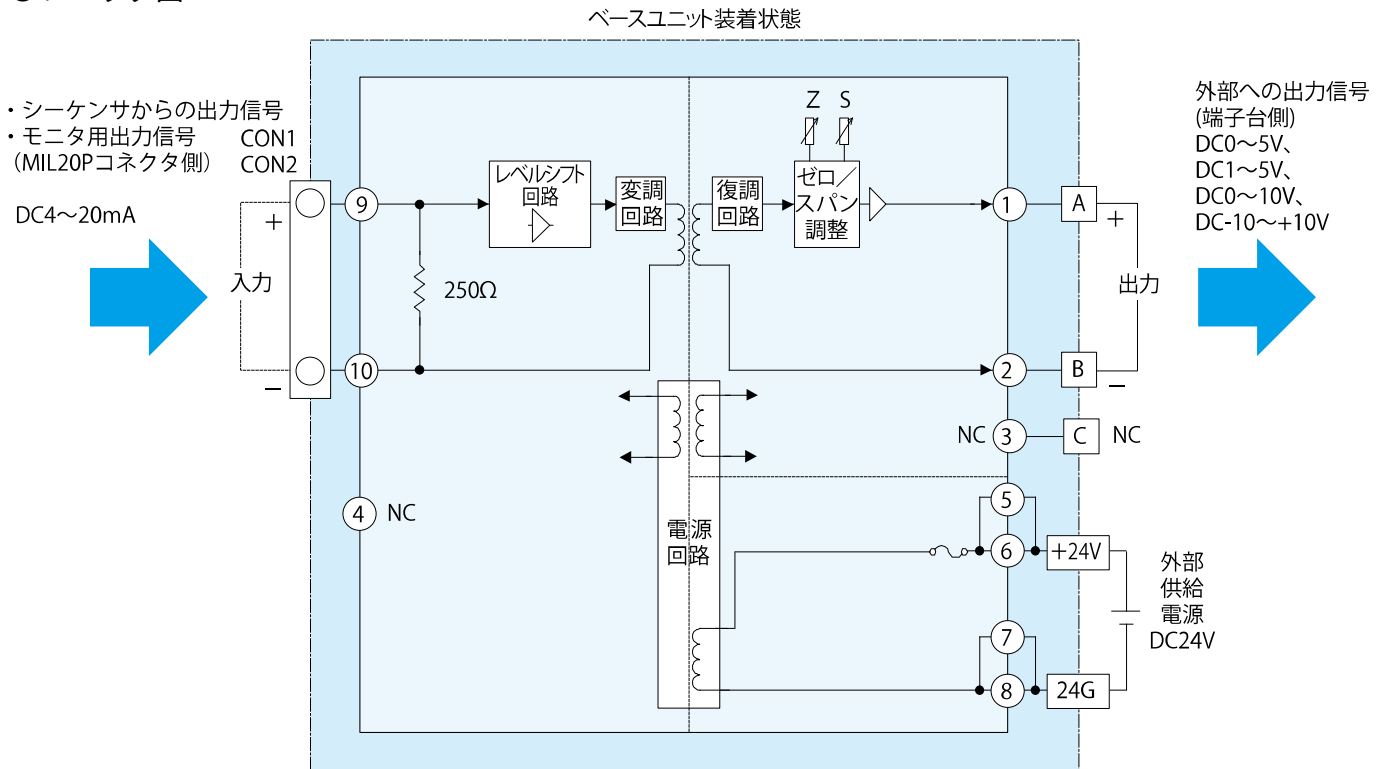 ベースユニット装着状態
・シーケンサからの出力信号
・モニタ用出力信号 CON1
（MIL20Pコネクタ側） CON2
DC4～20mA
外部への出力信号
(端子台側)
DC0～5V、
DC1～5V、
DC0～10V、
DC-10～+10V
Z S
レベルシフト
回路
変調
回路
復調
回路
ゼロ／
スパン
調整
9
1
A
+
+
入力
250Ω
出力
10
2
B
−
−
NC 3 C NC
4 NC
5
電源
回路
6
+24V
外部
供給
電源
DC24V
7
8
24G